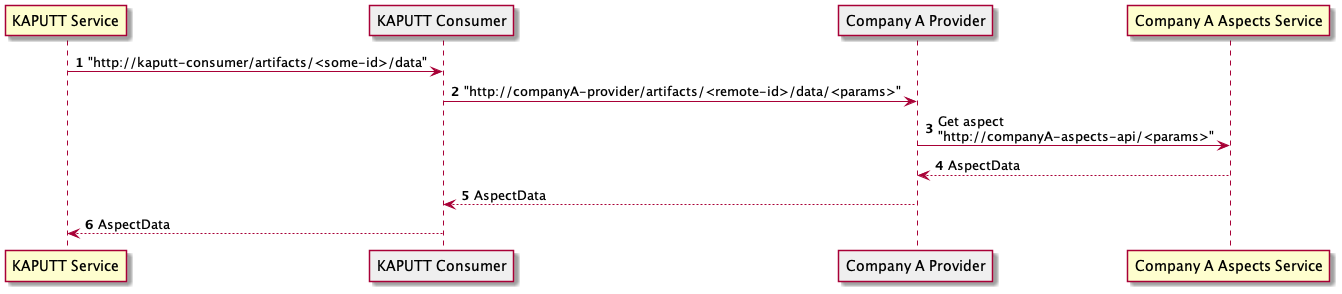 KAPUTT Service
KAPUTT Consumer
Company A Provider
Company A Aspects Service
1 "http://kaputt-consumer/artifacts/<some-id>/data"
2 "http://companyA-provider/artifacts/<remote-id>/data/<params>"
3 Get aspect
"http://companyA-aspects-api/<params>"
4 AspectData
5 AspectData
6 AspectData
KAPUTT Service
KAPUTT Consumer
Company A Provider
Company A Aspects Service